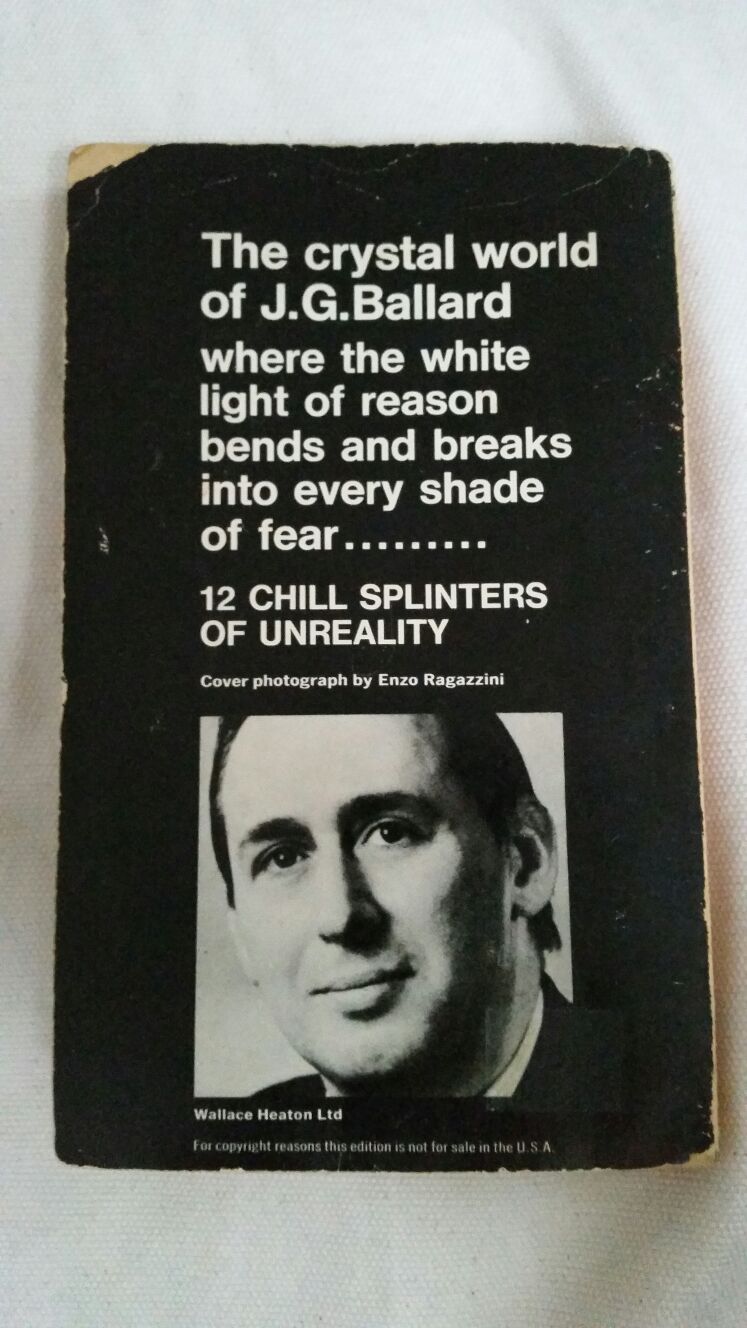 The crystal world
of J.G.Ballard
where the white
light of reason
bends and breaks
into every shade
of fear.........
12 CHILL SPLINTERS
OF UNREALITY
Cover photograph by Enzo Ragazzini
Wallace Heaton Ltd
For copyright reasons this edition is not for sale in the U.S.A.